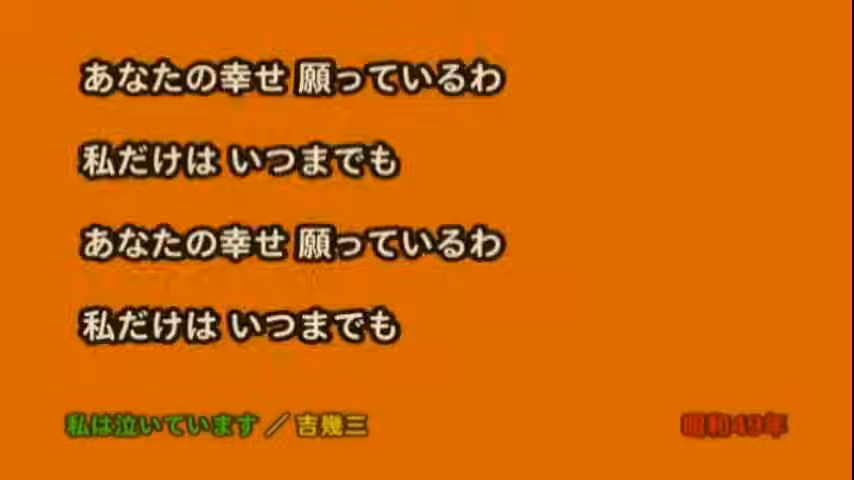 あなたの幸せ 願っているわ
私だけは いつまでも
あなたの幸せ 願っているわ
私だけは いつまでも
私は泣いています ／ 吉幾三
昭和49年